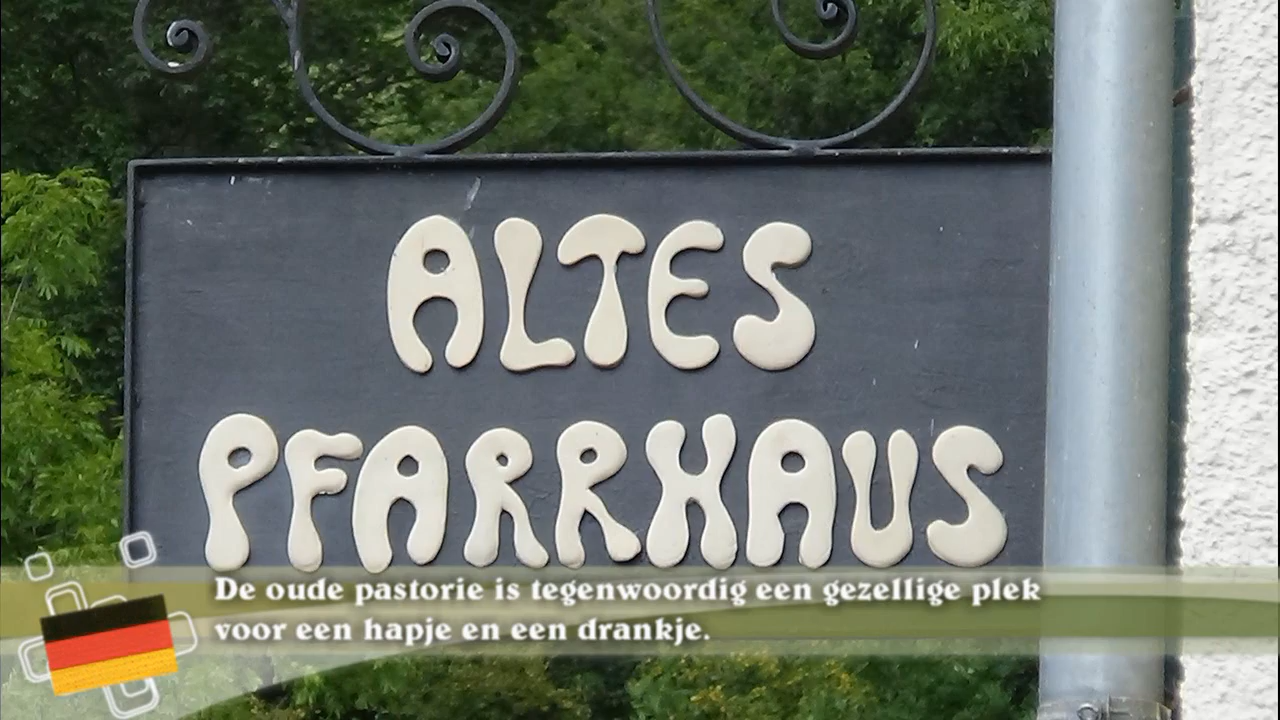 ALTES
PFARRHAUS
De oude pastorie is tegenwoordig een gezellige plek
voor een hapje en een drankje.